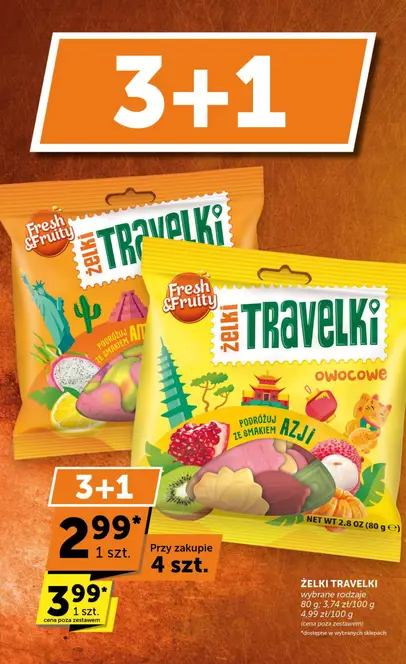 3+1
Fresh
&Fruity
ŻELKI
TRAVELKI
PODRÓŻUJ
ZE SMAKIEM
Fresh
&Fruity
ŻELKI
TRAVELKI
OWOCOWE
PODRÓŻUJ
ZE SMAKIEM AZJI
NET WT 2.8 OZ (80 g) e
3+1
2.99*
1 szt.
Przy zakupie
4 szt.
3.99*
1 szt.
cena poza zestawem
ŻELKI TRAVELKI
wybrane rodzaje
80 g; 3,74 zł/100 g
4,99 zł/100 g
(cena poza zestawem)
*dostępne w wybranych sklepach